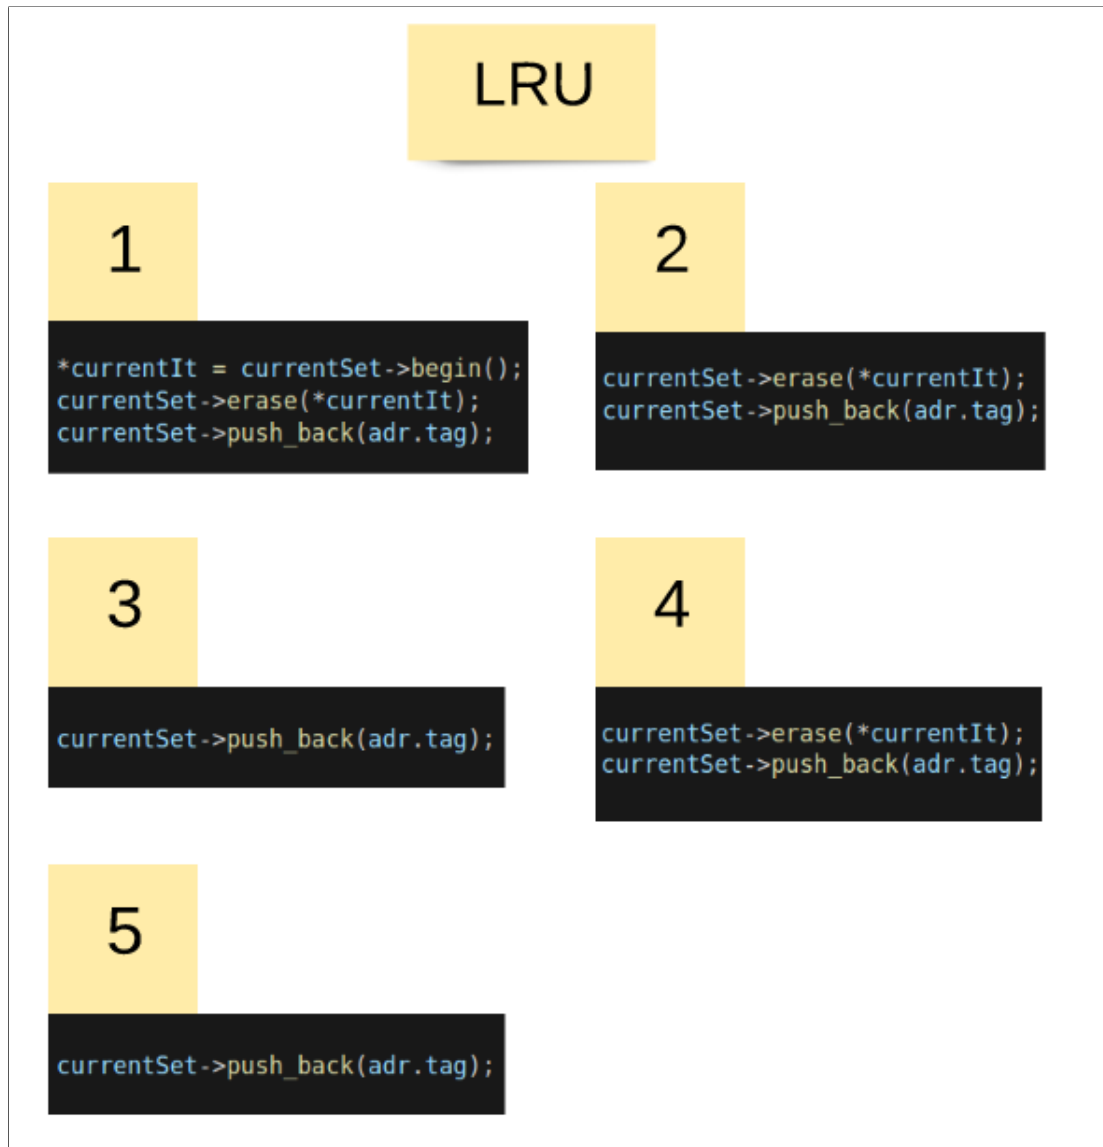 LRU
1
*currentIt = currentSet->begin();
currentSet->erase(*currentIt);
currentSet->push_back(adr.tag);
2
currentSet->erase(*currentIt);
currentSet->push_back(adr.tag);
3
currentSet->push_back(adr.tag);
4
currentSet->erase(*currentIt);
currentSet->push_back(adr.tag);
5
currentSet->push_back(adr.tag);